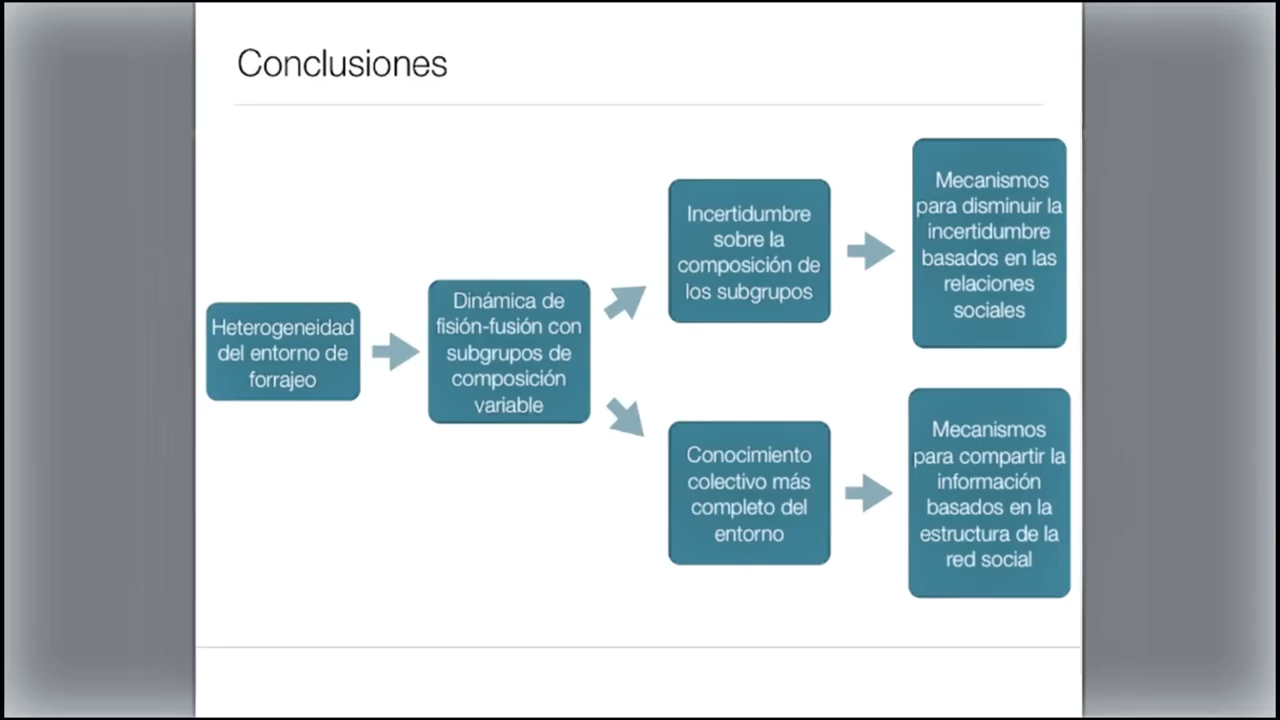 Conclusiones
Heterogeneidad
del entorno de
forrajeo
Dinámica de
fisión-fusión con
subgrupos de
composición
variable
Incertidumbre
sobre la
composición de
los subgrupos
Mecanismos
para disminuir la
incertidumbre
basados en las
relaciones
sociales
Conocimiento
colectivo más
completo del
entorno
Mecanismos
para compartir la
información
basados en la
estructura de la
red social